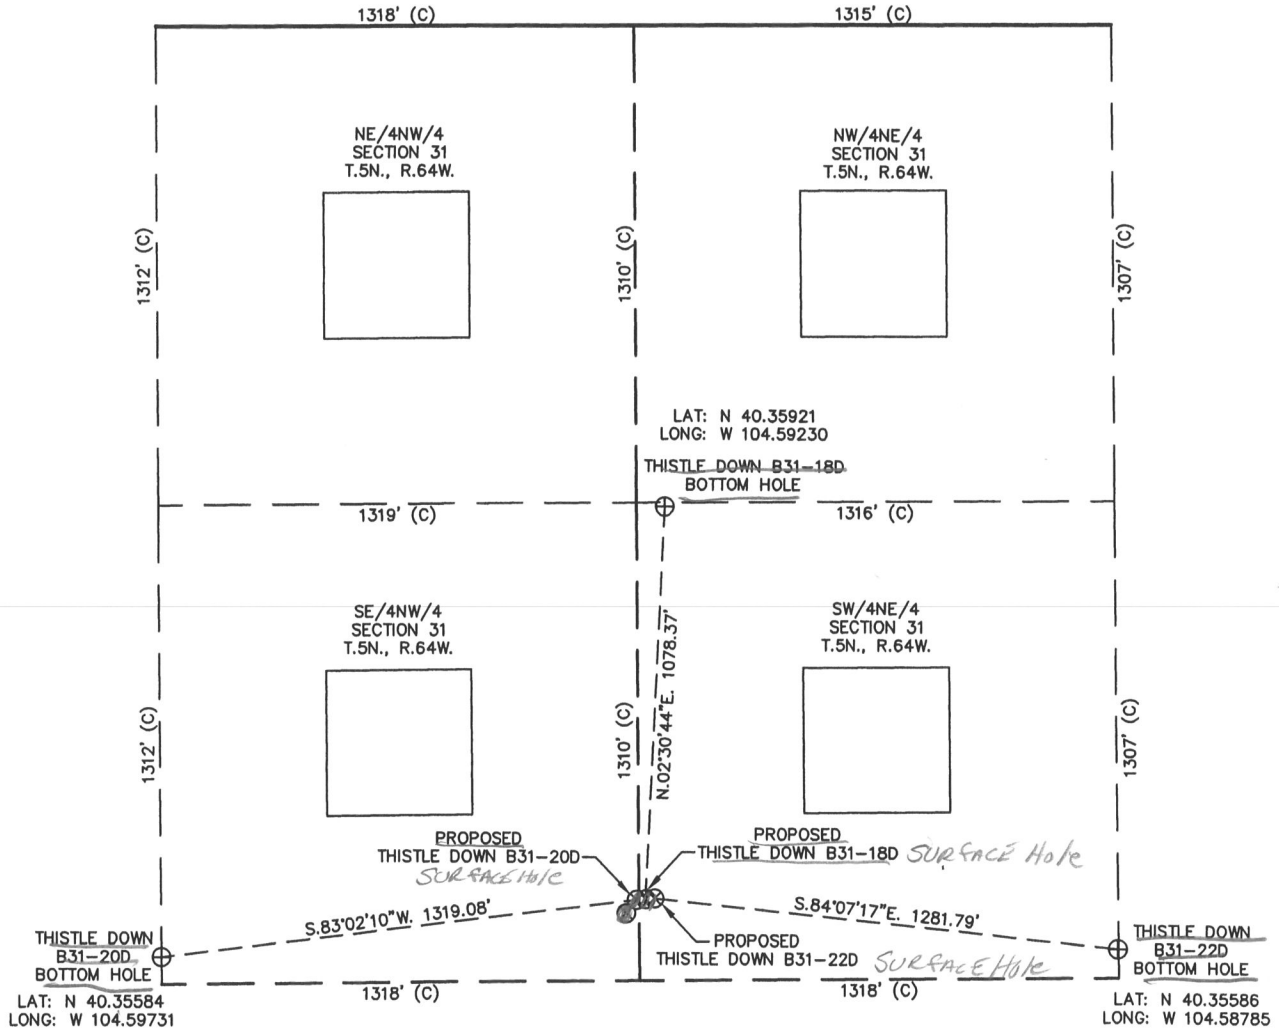 1318' (C)
1315' (C)
NE/4NW/4
SECTION 31
T.5N., R.64W.
NW/4NE/4
SECTION 31
T.5N., R.64W.
1312' (C)
1310' (C)
1307' (C)
LAT: N 40.35921
LONG: W 104.59230
THISTLE DOWN B31-18D
BOTTOM HOLE
1319' (C)
1316' (C)
SE/4NW/4
SECTION 31
T.5N., R.64W.
SW/4NE/4
SECTION 31
T.5N., R.64W.
N.02°30'44"E. 1078.37'
1312' (C)
1310' (C)
1307' (C)
PROPOSED
THISTLE DOWN B31-20D
SURFACE Hole
PROPOSED
THISTLE DOWN B31-18D SURFACE Hole
S.83°02'10"W. 1319.08'
S.84°07'17"E. 1281.79'
PROPOSED
THISTLE DOWN B31-22D SURFACE Hole
THISTLE DOWN
B31-20D
BOTTOM HOLE
LAT: N 40.35584
LONG: W 104.59731
THISTLE DOWN
B31-22D
BOTTOM HOLE
LAT: N 40.35586
LONG: W 104.58785
1318' (C)
1318' (C)